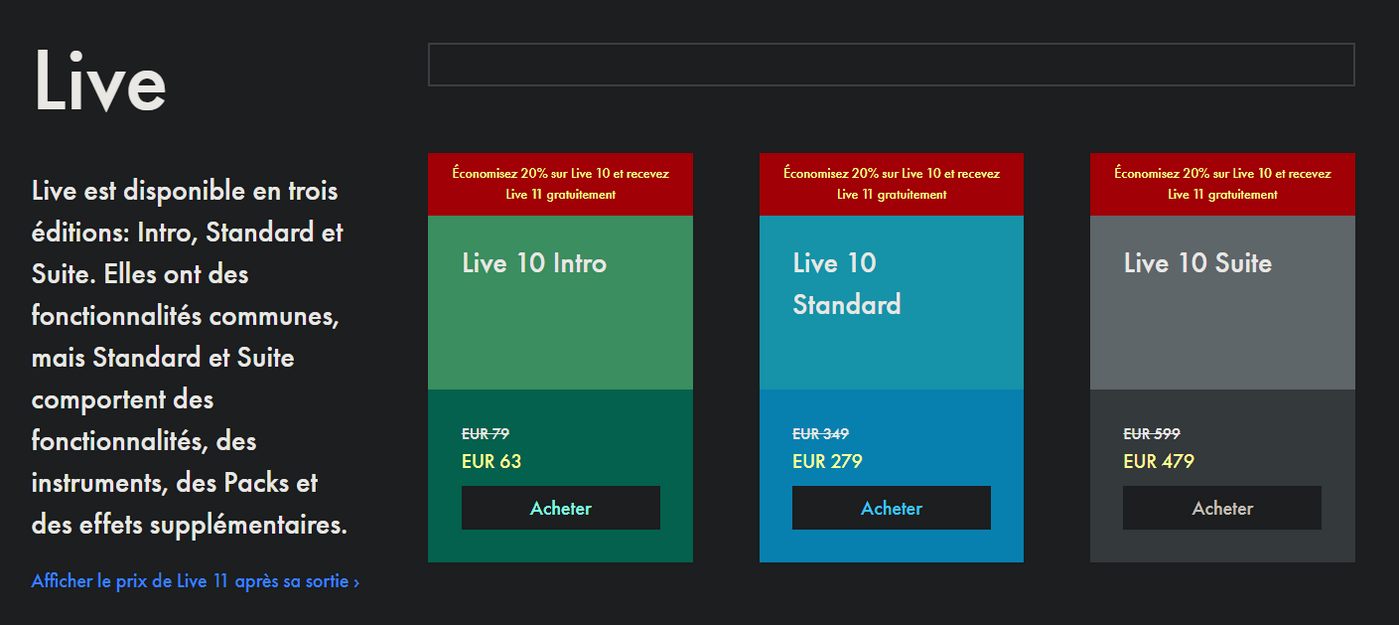 Live
Live est disponible en trois
éditions: Intro, Standard et
Suite. Elles ont des
fonctionnalités communes,
mais Standard et Suite
comportent des
fonctionnalités, des
instruments, des Packs et
des effets supplémentaires.
Afficher le prix de Live 11 après sa sortie ›
Économisez 20% sur Live 10 et recevez
Live 11 gratuitement
Live 10 Intro
EUR 79
EUR 63
Acheter
Économisez 20% sur Live 10 et recevez
Live 11 gratuitement
Live 10
Standard
EUR 349
EUR 279
Acheter
Économisez 20% sur Live 10 et recevez
Live 11 gratuitement
Live 10 Suite
EUR 599
EUR 479
Acheter